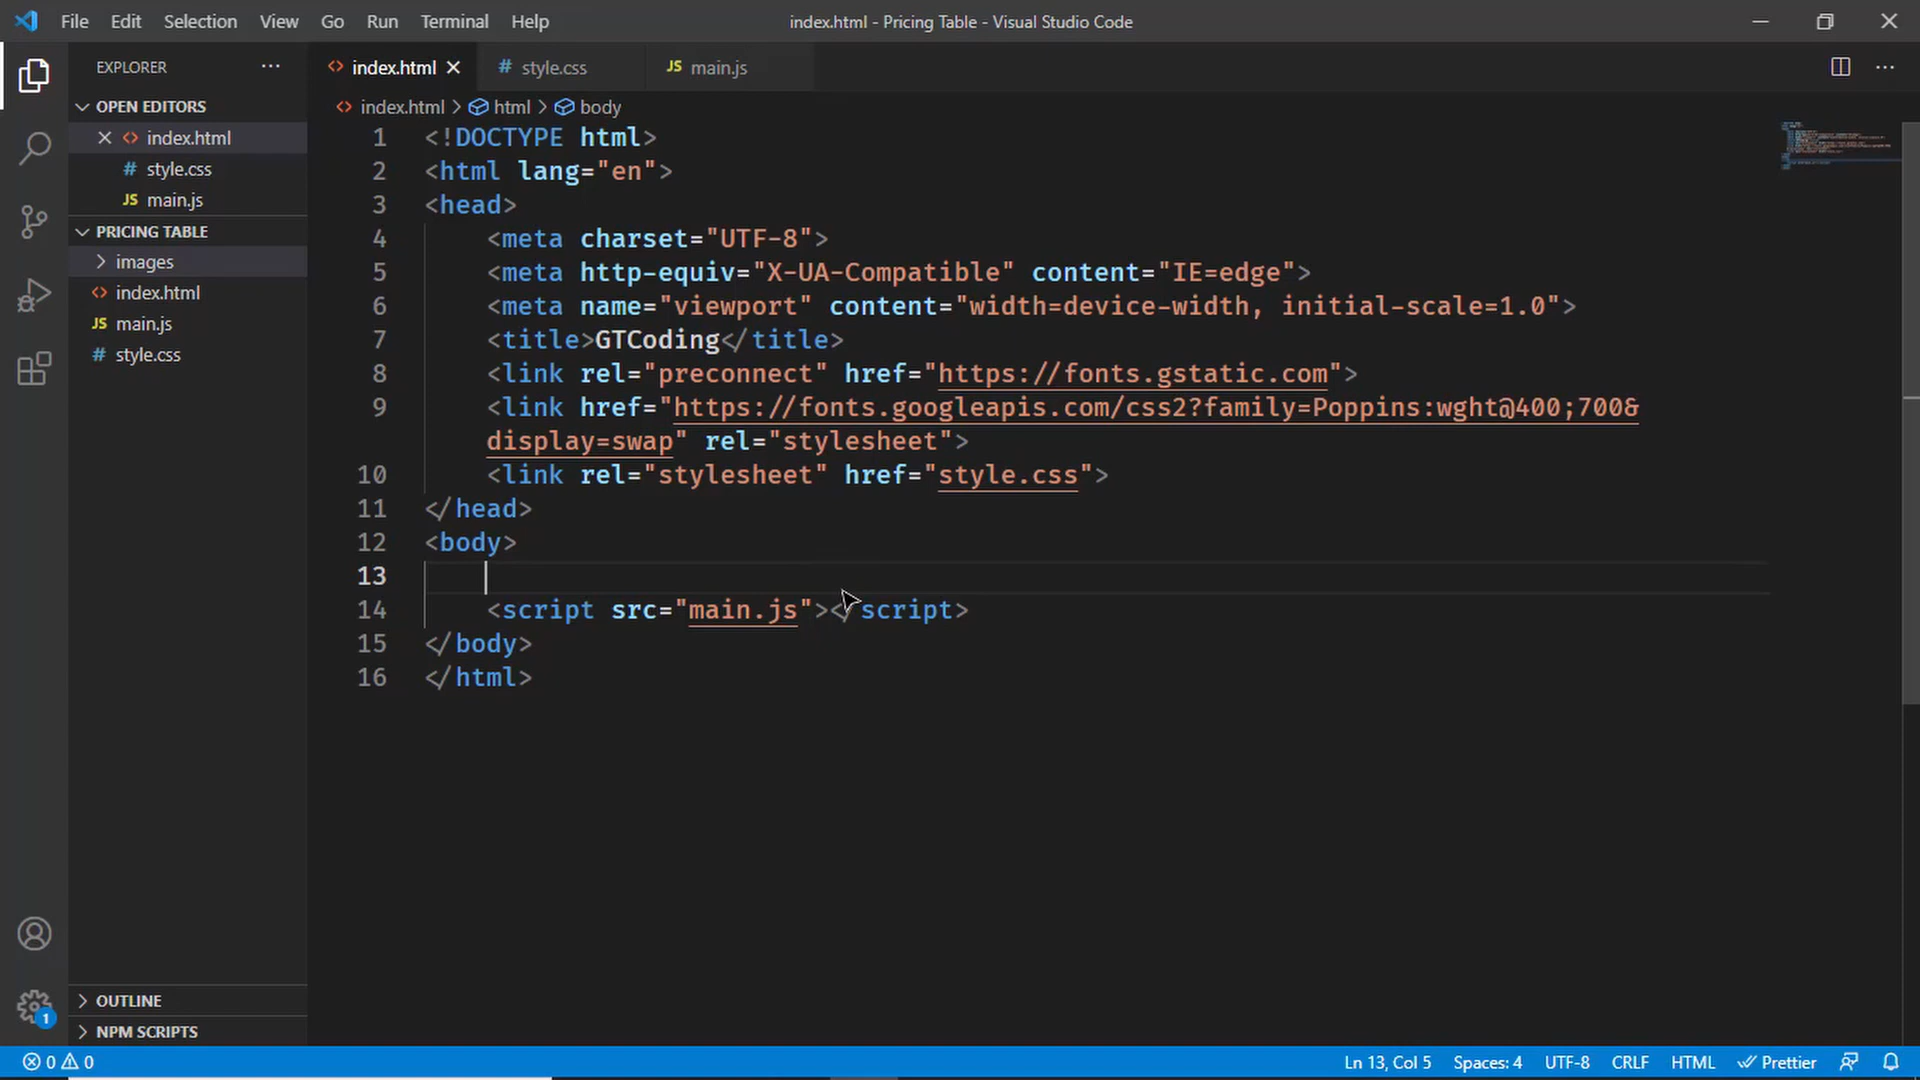 File Edit Selection View Go Run Terminal Help
index.html - Pricing Table - Visual Studio Code
EXPLORER
OPEN EDITORS
index.html
# style.css
JS main.js
PRICING TABLE
images
index.html
JS main.js
# style.css
OUTLINE
NPM SCRIPTS
1
index.html
# style.css
JS main.js
index.html > html > body
1 <!DOCTYPE html>
2 <html lang="en">
3 <head>
4 <meta charset="UTF-8">
5 <meta http-equiv="X-UA-Compatible" content="IE=edge">
6 <meta name="viewport" content="width=device-width, initial-scale=1.0">
7 <title>GTCoding</title>
8 <link rel="preconnect" href="https://fonts.gstatic.com">
9 <link href="https://fonts.googleapis.com/css2?family=Poppins:wght@400;700&
display=swap" rel="stylesheet">
10 <link rel="stylesheet" href="style.css">
11 </head>
12 <body>
13
14 <script src="main.js"></script>
15 </body>
16 </html>
0 0
Ln 13, Col 5 Spaces: 4 UTF-8 CRLF HTML Prettier